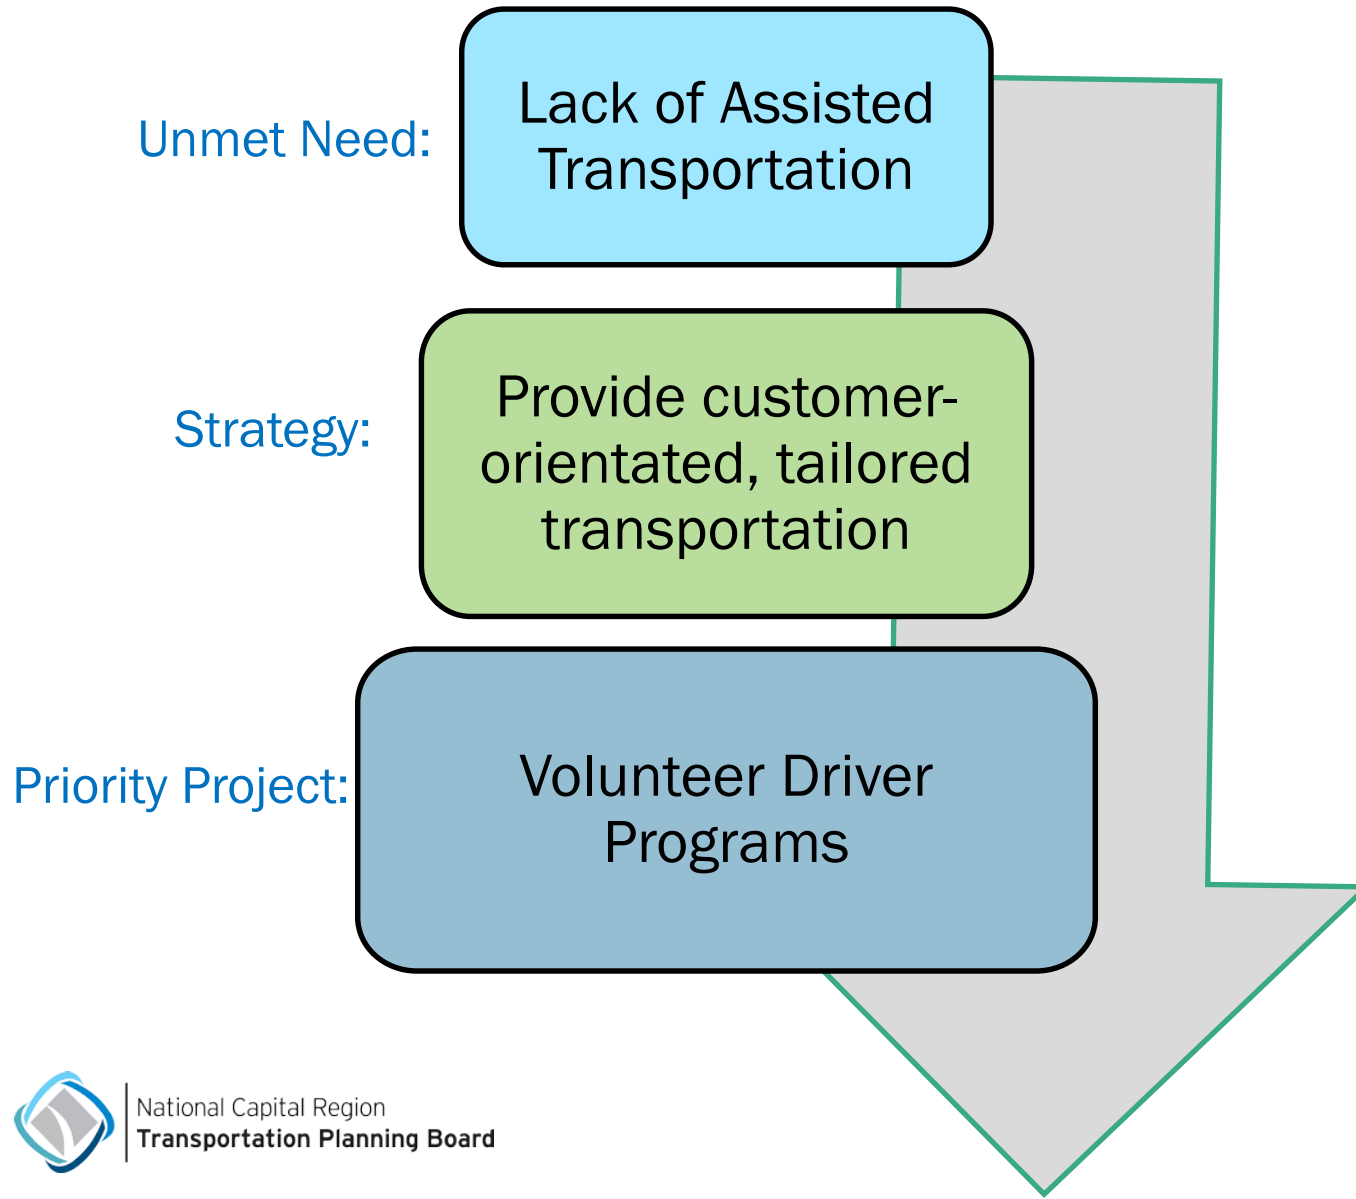 Unmet Need:
Lack of Assisted
Transportation
Strategy:
Provide customer-
orientated, tailored
transportation
Priority Project:
Volunteer Driver
Programs
National Capital Region
Transportation Planning Board